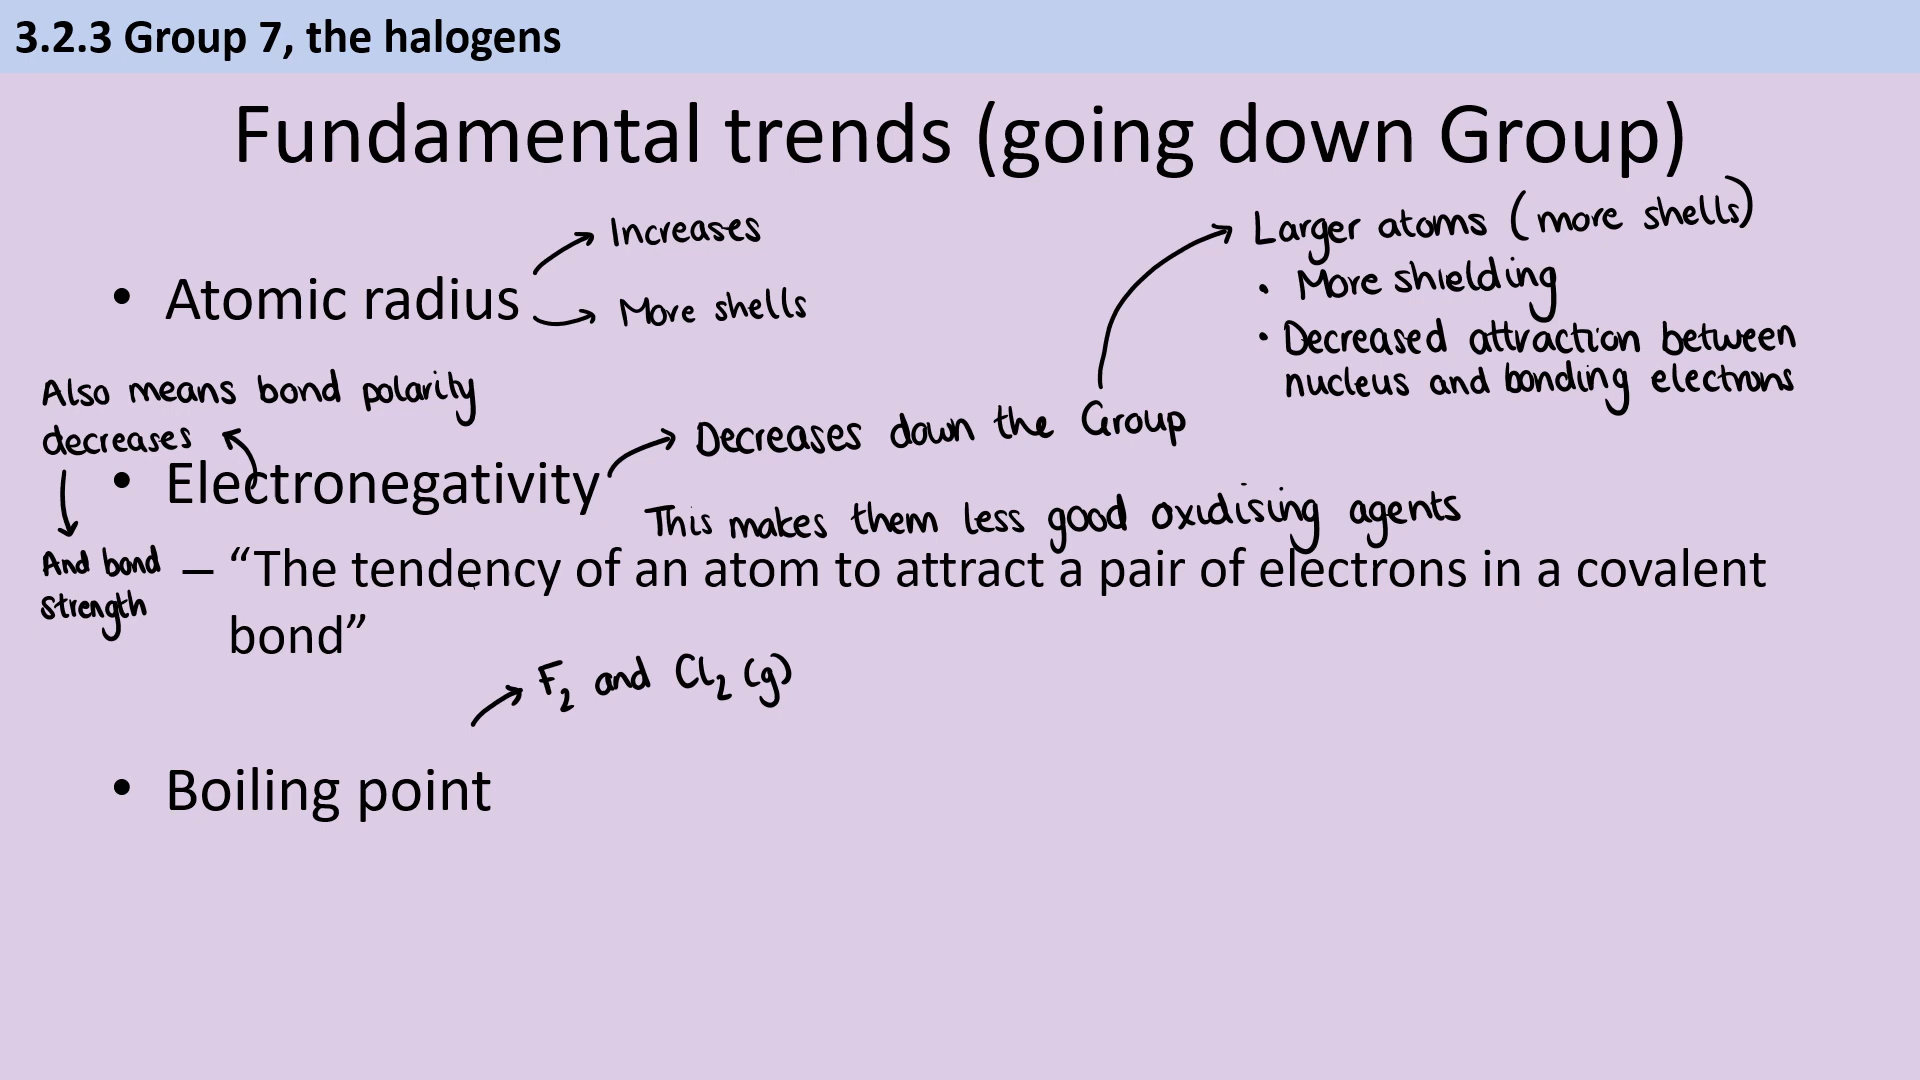 3.2.3 Group 7, the halogens
Fundamental trends (going down Group)
Increases
• Atomic radius
More shells
Larger atoms (more shells)
• More shielding
• Decreased attraction between
nucleus and bonding electrons
Also means bond polarity
decreases
Decreases down the Group
• Electronegativity
This makes them less good oxidising agents
And bond
strength
– “The tendency of an atom to attract a pair of electrons in a covalent
bond”
F₂ and Cl₂ (g)
• Boiling point